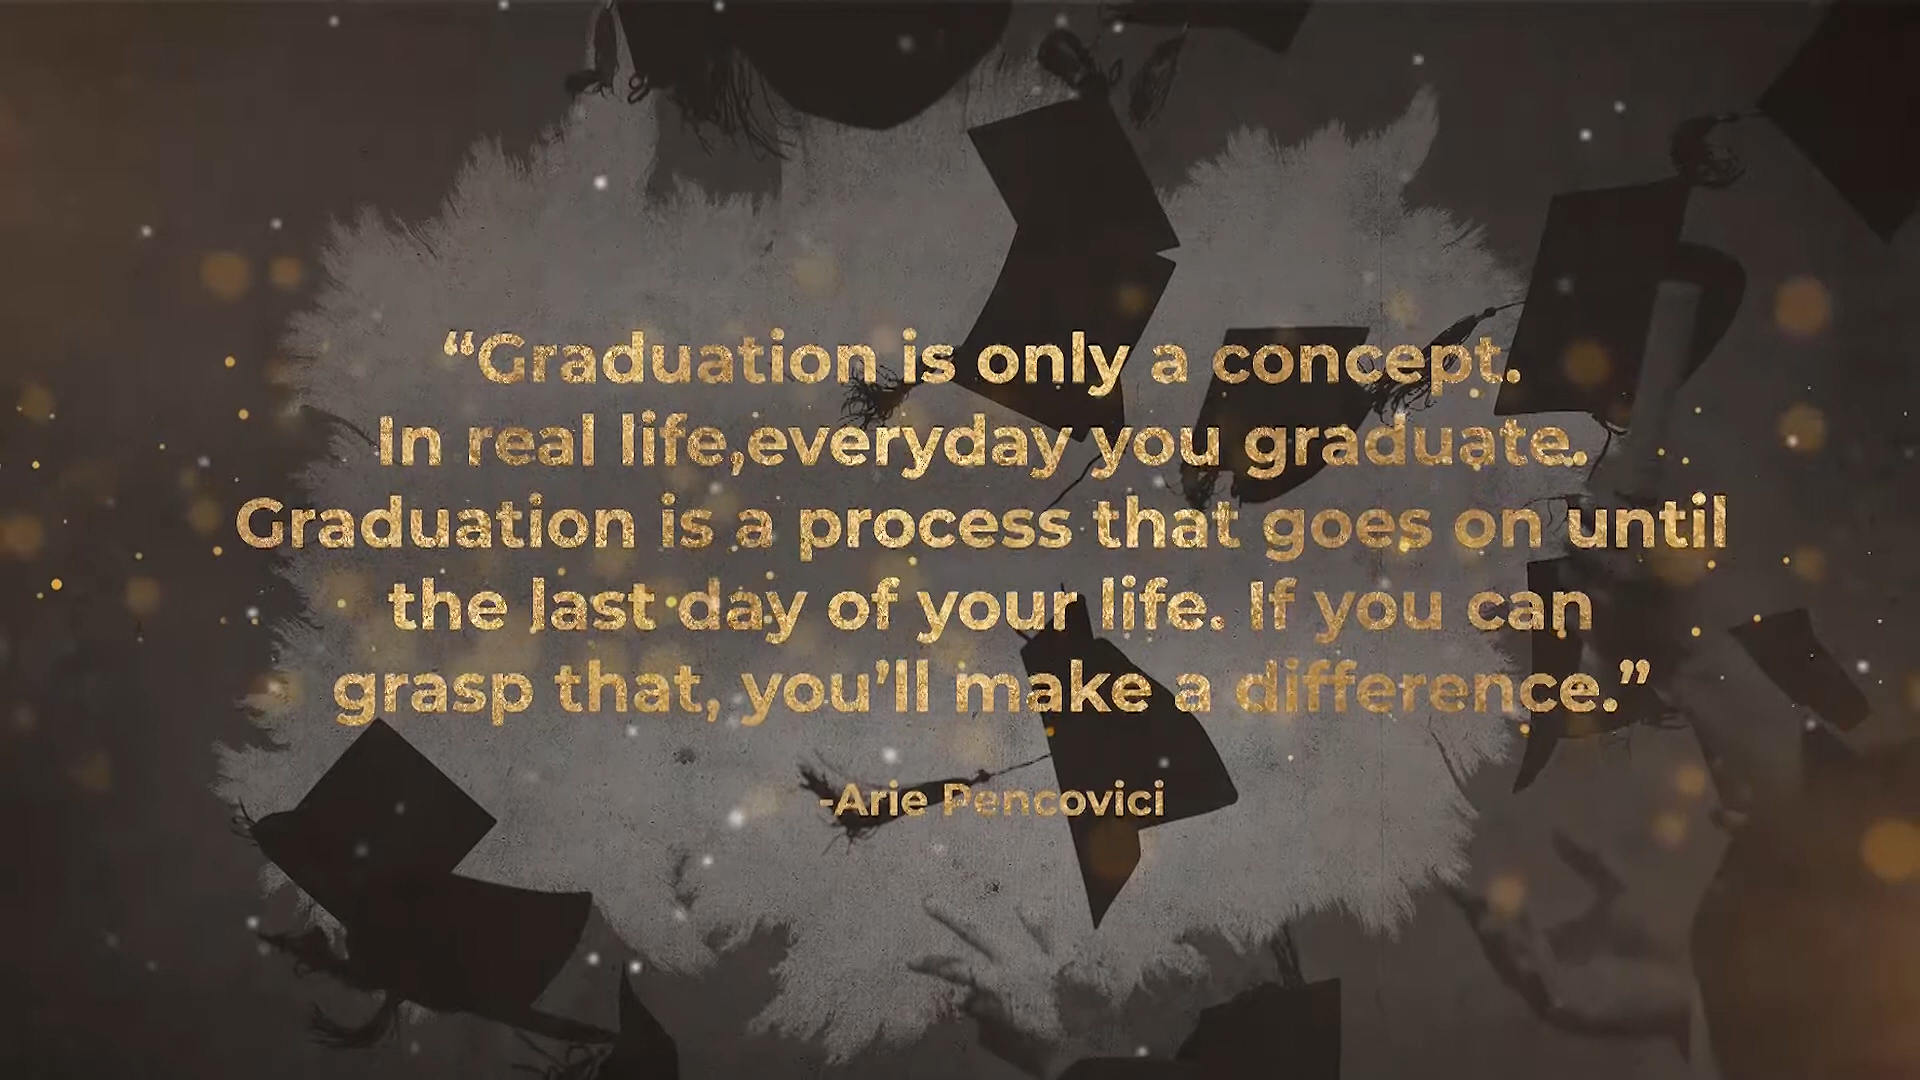 “Graduation is only a concept.
In real life,everyday you graduate.
Graduation is a process that goes on until
the last day of your life. If you can
grasp that, you’ll make a difference.”
-Arie Pencovici